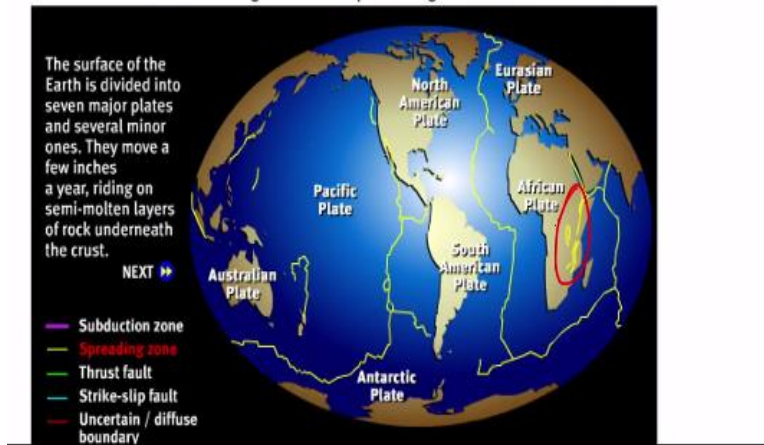 The surface of the
Earth is divided into
seven major plates
and several minor
ones. They move a
few inches
a year, riding on
semi-molten layers
of rock underneath
the crust.
NEXT
Subduction zone
Spreading zone
Thrust fault
Strike-slip fault
Uncertain / diffuse
boundary
North
American
Plate
Eurasian
Plate
Pacific
Plate
African
Plate
South
American
Plate
Australian
Plate
Antarctic
Plate